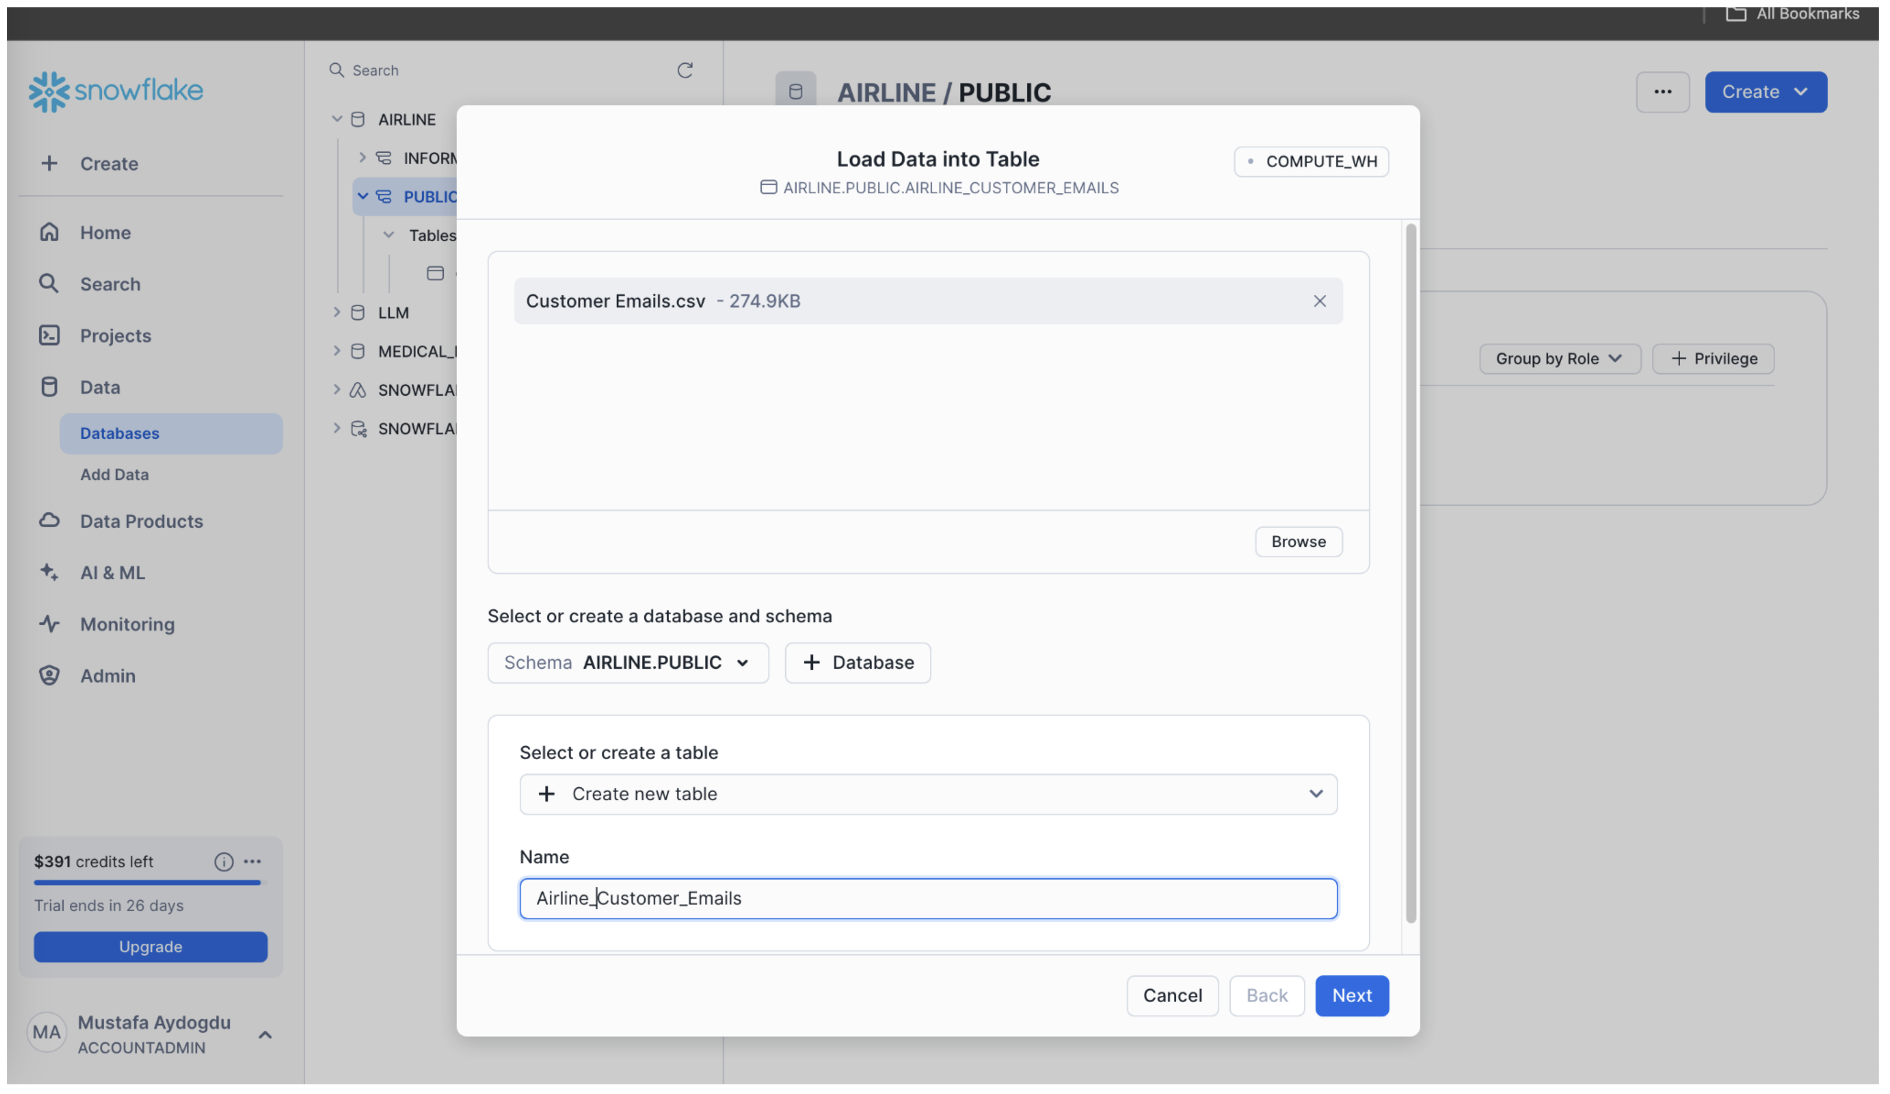 All Bookmarks
snowflake
Create
Home
Search
Projects
Data
Databases
Add Data
Data Products
AI & ML
Monitoring
Admin
$391 credits left
Trial ends in 26 days
Upgrade
MA
Mustafa Aydogdu
ACCOUNTADMIN
Search
AIRLINE
INFORM
PUBLIC
Tables
LLM
MEDICAL_
SNOWFLA
SNOWFLA
AIRLINE / PUBLIC
Create
Group by Role
+ Privilege
Load Data into Table
AIRLINE.PUBLIC.AIRLINE_CUSTOMER_EMAILS
COMPUTE_WH
Customer Emails.csv - 274.9KB
Browse
Select or create a database and schema
Schema AIRLINE.PUBLIC
+ Database
Select or create a table
+ Create new table
Name
Airline_Customer_Emails
Cancel
Back
Next